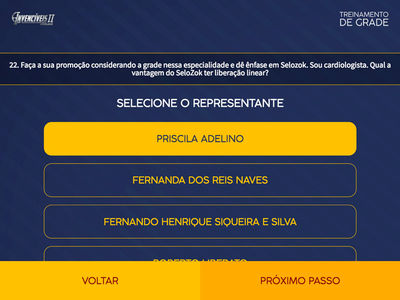 INVENCÍVEIS II
TREINAMENTO
DE GRADE
22. Faça a sua promoção considerando a grade nessa especialidade e dê ênfase em Selozok. Sou cardiologista. Qual a
vantagem do SeloZok ter liberação linear?
SELECIONE O REPRESENTANTE
PRISCILA ADELINO
FERNANDA DOS REIS NAVES
FERNANDO HENRIQUE SIQUEIRA E SILVA
ROBERTO LIBERATO
VOLTAR
PRÓXIMO PASSO